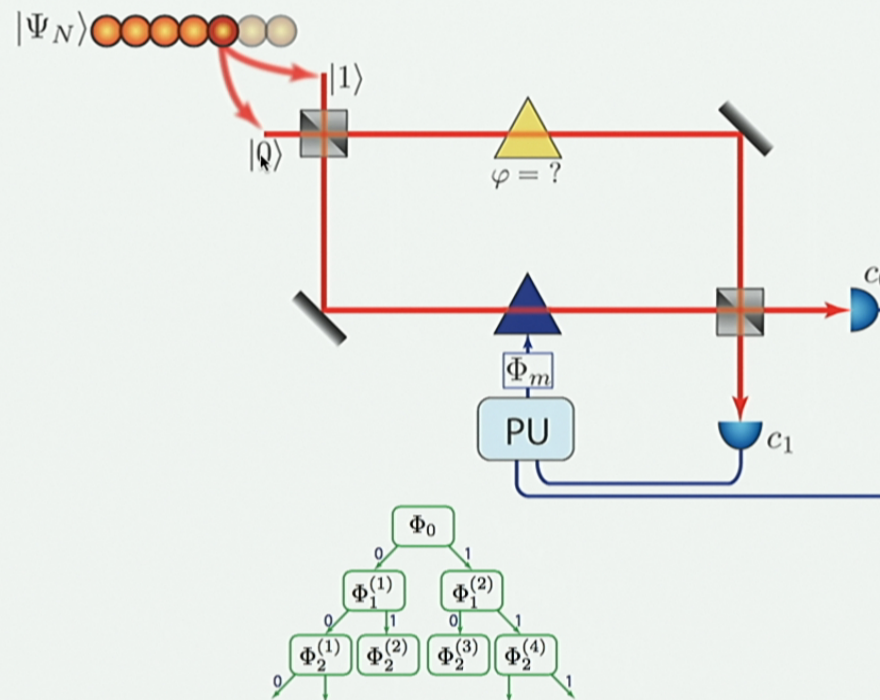 |Ψ_N⟩
|1⟩
|0⟩
φ = ?
Φ_m
PU
c_1
Φ_0
0 1
Φ_1^(1) Φ_1^(2)
0 1 0 1
Φ_2^(1) Φ_2^(2) Φ_2^(3) Φ_2^(4)
0 1